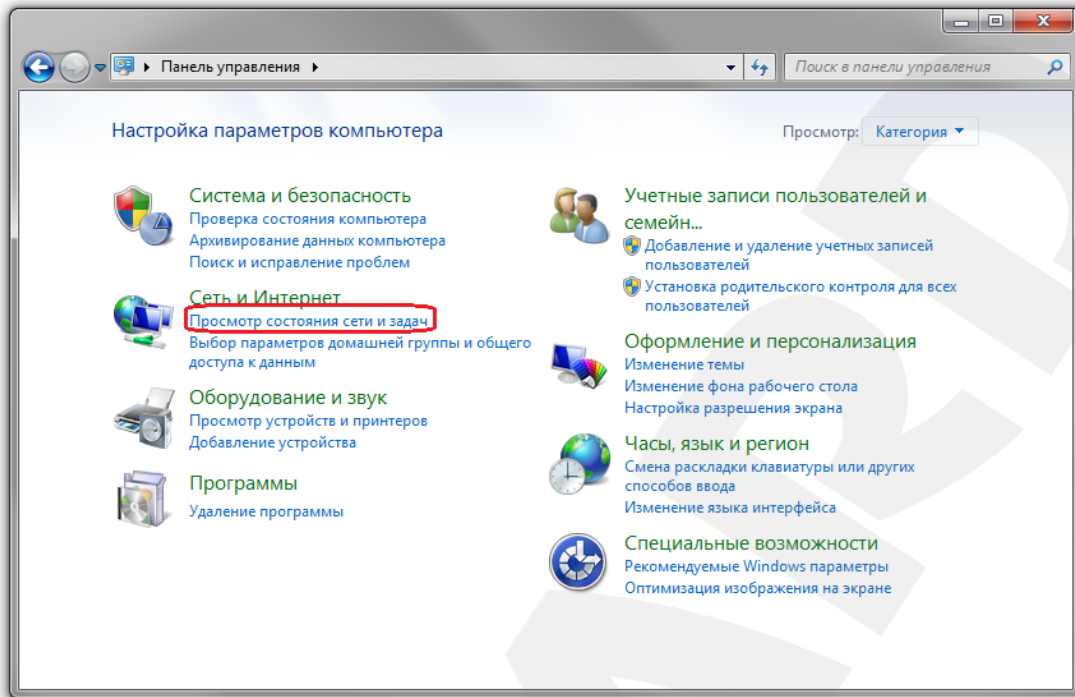 Панель управления
Поиск в панели управления
Настройка параметров компьютера
Просмотр: Категория
Система и безопасность
Проверка состояния компьютера
Архивирование данных компьютера
Поиск и исправление проблем
Сеть и Интернет
Просмотр состояния сети и задач
Выбор параметров домашней группы и общего
доступа к данным
Оборудование и звук
Просмотр устройств и принтеров
Добавление устройства
Программы
Удаление программы
Учетные записи пользователей и
семейн...
Добавление и удаление учетных записей
пользователей
Установка родительского контроля для всех
пользователей
Оформление и персонализация
Изменение темы
Изменение фона рабочего стола
Настройка разрешения экрана
Часы, язык и регион
Смена раскладки клавиатуры или других
способов ввода
Изменение языка интерфейса
Специальные возможности
Рекомендуемые Windows параметры
Оптимизация изображения на экране